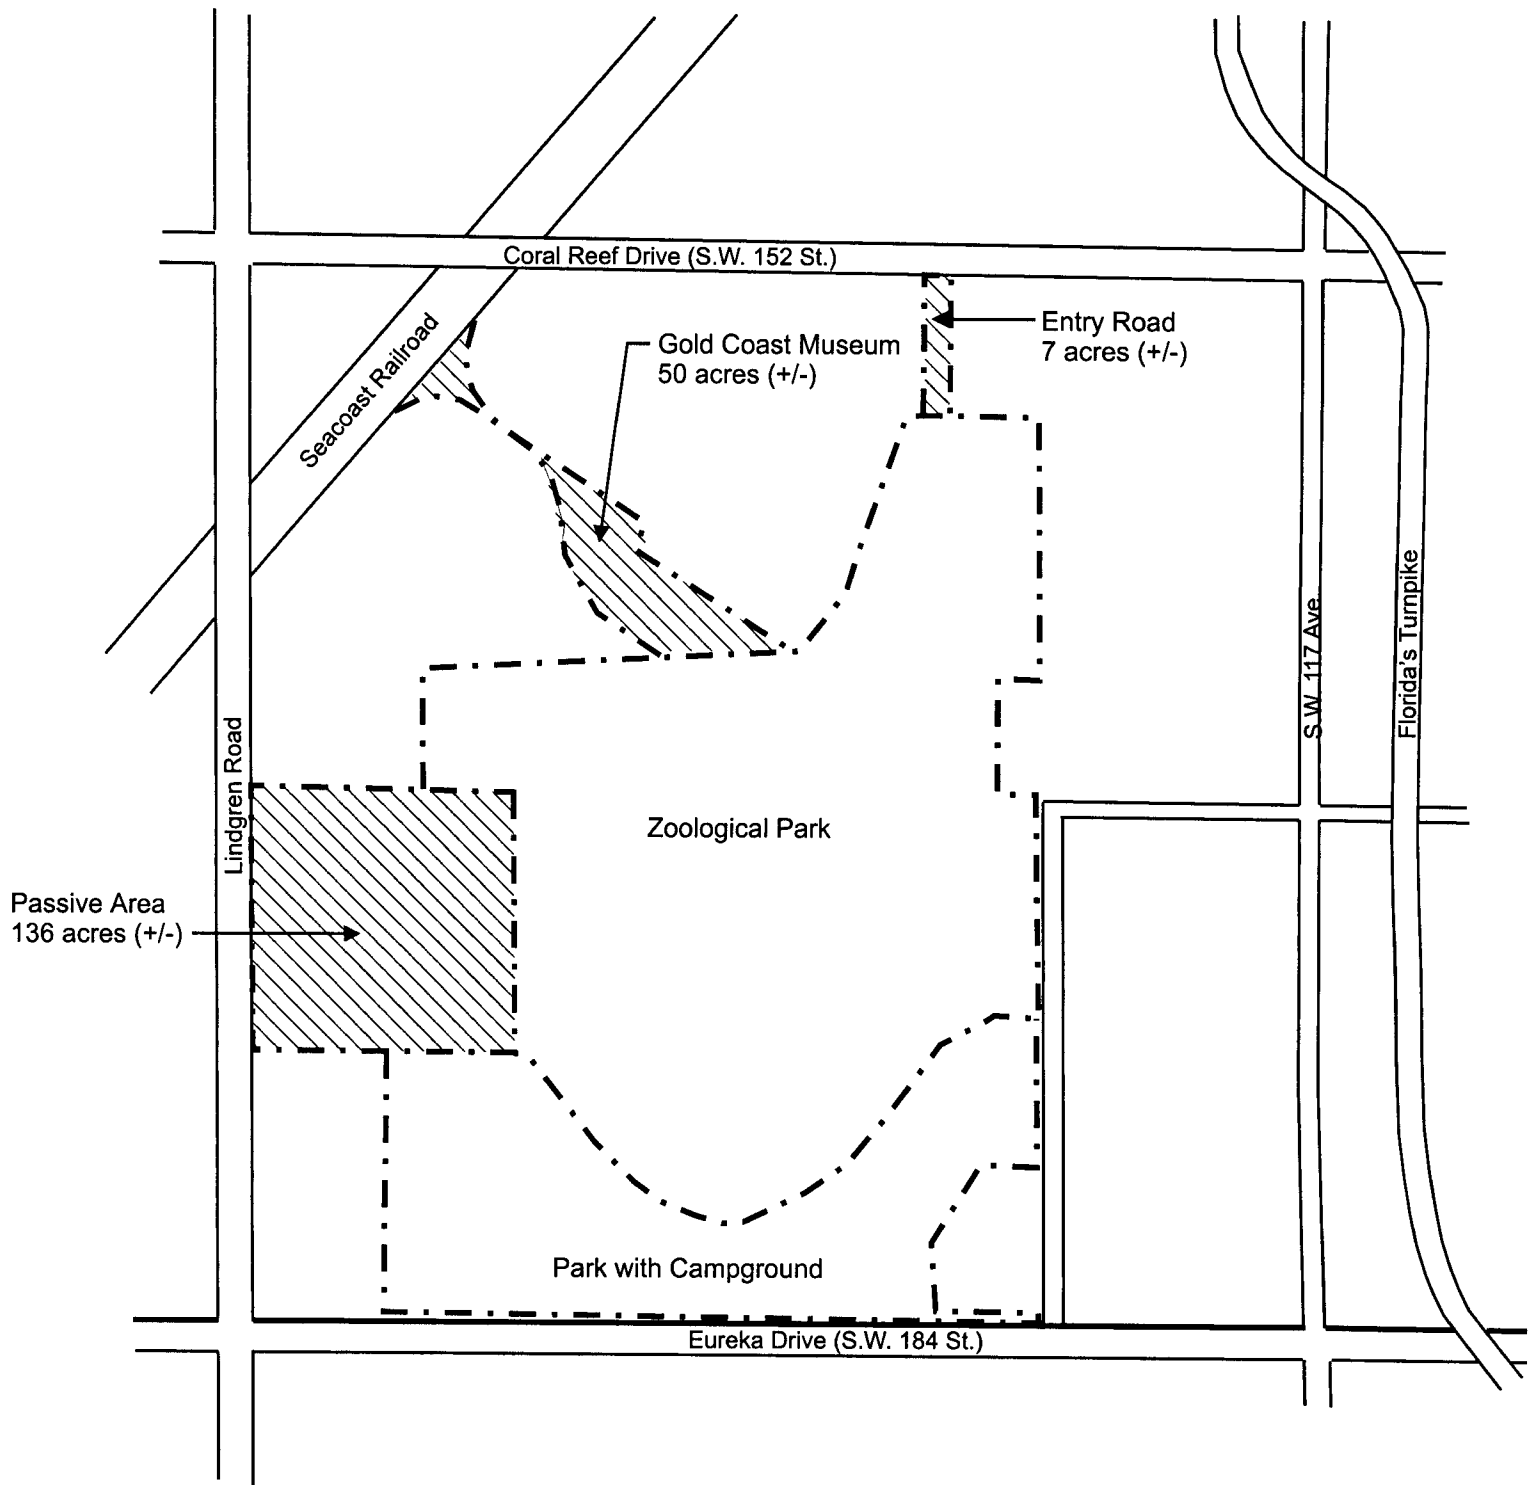 Coral Reef Drive (S.W. 152 St.)
Entry Road
7 acres (+/-)
Gold Coast Museum
50 acres (+/-)
Seacoast Railroad
S.W. 117 Ave.
Florida's Turnpike
Lindgren Road
Zoological Park
Passive Area
136 acres (+/-)
Park with Campground
Eureka Drive (S.W. 184 St.)